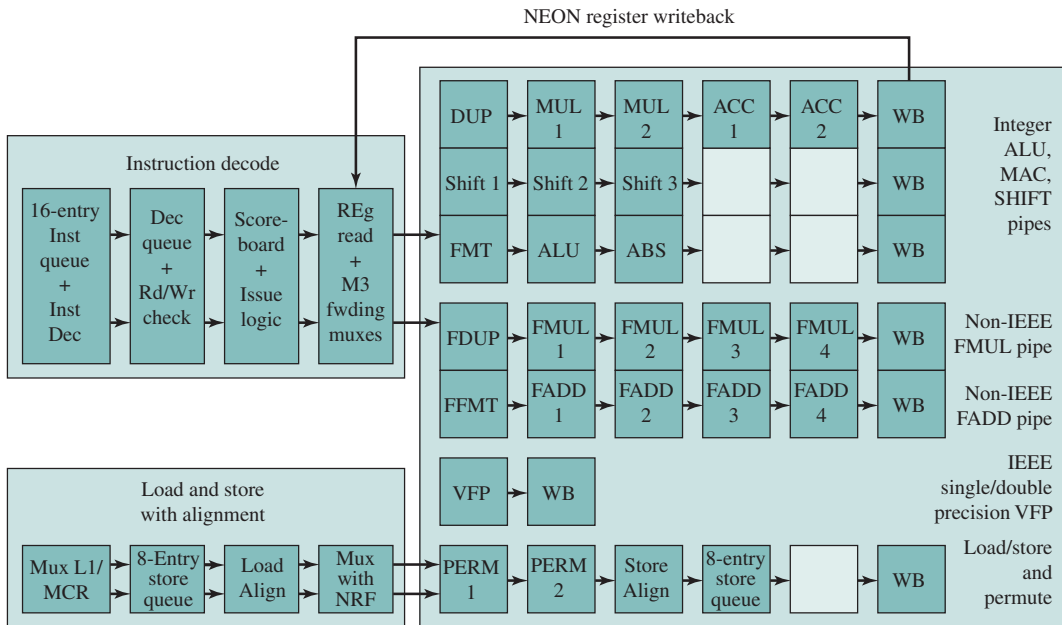 NEON register writeback
Instruction decode
16-entry
Inst
queue
+
Inst
Dec
Dec
queue
+
Rd/Wr
check
Score-
board
+
Issue
logic
REg
read
+
M3
fwding
muxes
DUP
MUL
1
MUL
2
ACC
1
ACC
2
WB
Shift 1
Shift 2
Shift 3
WB
FMT
ALU
ABS
WB
Integer
ALU,
MAC,
SHIFT
pipes
FDUP
FMUL
1
FMUL
2
FMUL
3
FMUL
4
WB
Non-IEEE
FMUL pipe
FFMT
FADD
1
FADD
2
FADD
3
FADD
4
WB
Non-IEEE
FADD pipe
VFP
WB
IEEE
single/double
precision VFP
Load and store
with alignment
Mux L1/
MCR
8-Entry
store
queue
Load
Align
Mux
with
NRF
PERM
1
PERM
2
Store
Align
8-entry
store
queue
WB
Load/store
and
permute